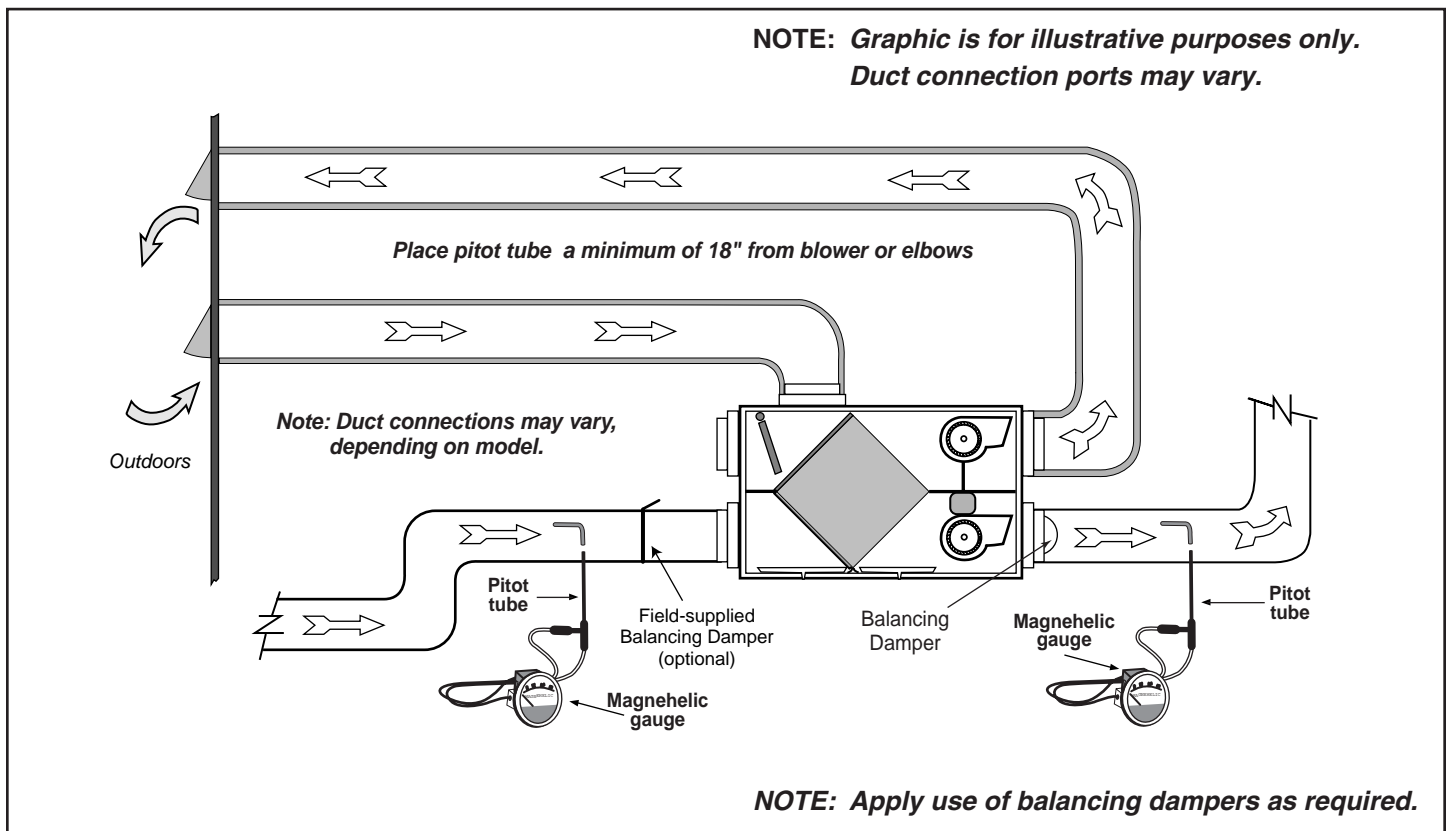 NOTE: Graphic is for illustrative purposes only.
Duct connection ports may vary.
Place pitot tube a minimum of 18" from blower or elbows
Note: Duct connections may vary,
depending on model.
Outdoors
Pitot
tube
Field-supplied
Balancing Damper
(optional)
Magnehelic
gauge
Balancing
Damper
Magnehelic
gauge
Pitot
tube
NOTE: Apply use of balancing dampers as required.